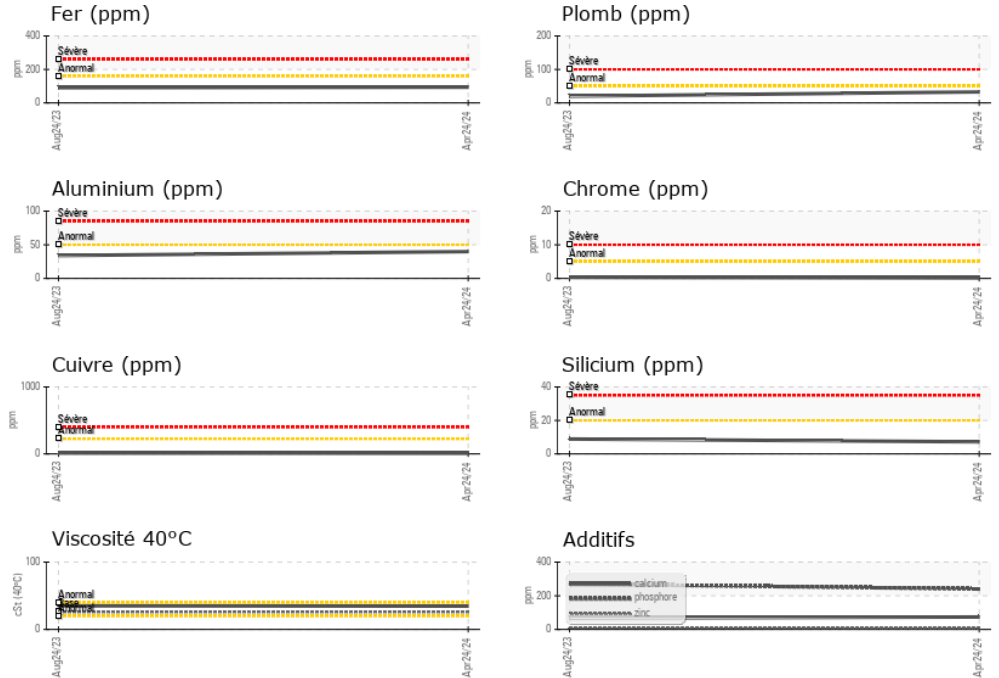 Fer (ppm)
400
200
0
ppm
Sévère
Anormal
Aug24/23
Apr24/24
Plomb (ppm)
200
100
0
ppm
Sévère
Anormal
Aug24/23
Apr24/24
Aluminium (ppm)
100
50
0
ppm
Sévère
Anormal
Aug24/23
Apr24/24
Chrome (ppm)
20
10
0
ppm
Sévère
Anormal
Aug24/23
Apr24/24
Cuivre (ppm)
1000
0
ppm
Sévère
Anormal
Aug24/23
Apr24/24
Silicium (ppm)
40
20
0
ppm
Sévère
Anormal
Aug24/23
Apr24/24
Viscosité 40°C
100
0
cSt (40°C)
Anormal
Base
Anormal
Aug24/23
Apr24/24
Additifs
400
200
0
ppm
calcium
phosphore
zinc
Aug24/23
Apr24/24